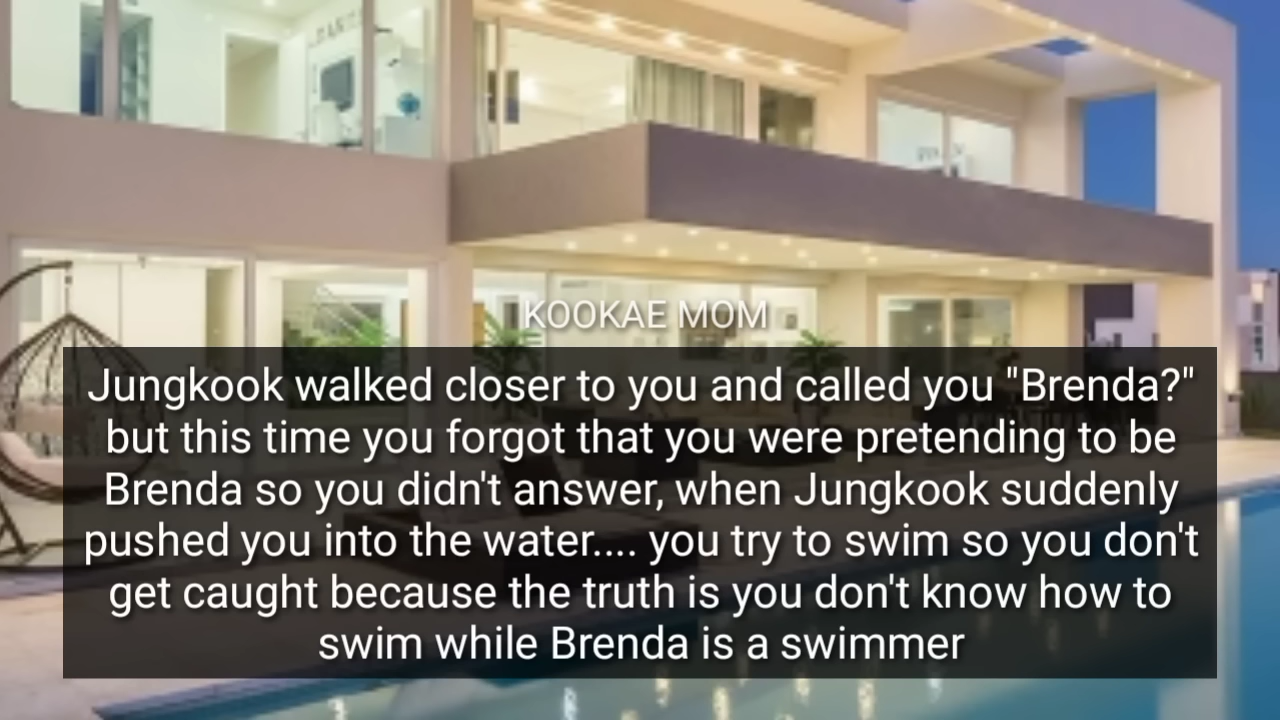 KOOKAE MOM
Jungkook walked closer to you and called you "Brenda?"
but this time you forgot that you were pretending to be
Brenda so you didn't answer, when Jungkook suddenly
pushed you into the water.... you try to swim so you don't
get caught because the truth is you don't know how to
swim while Brenda is a swimmer